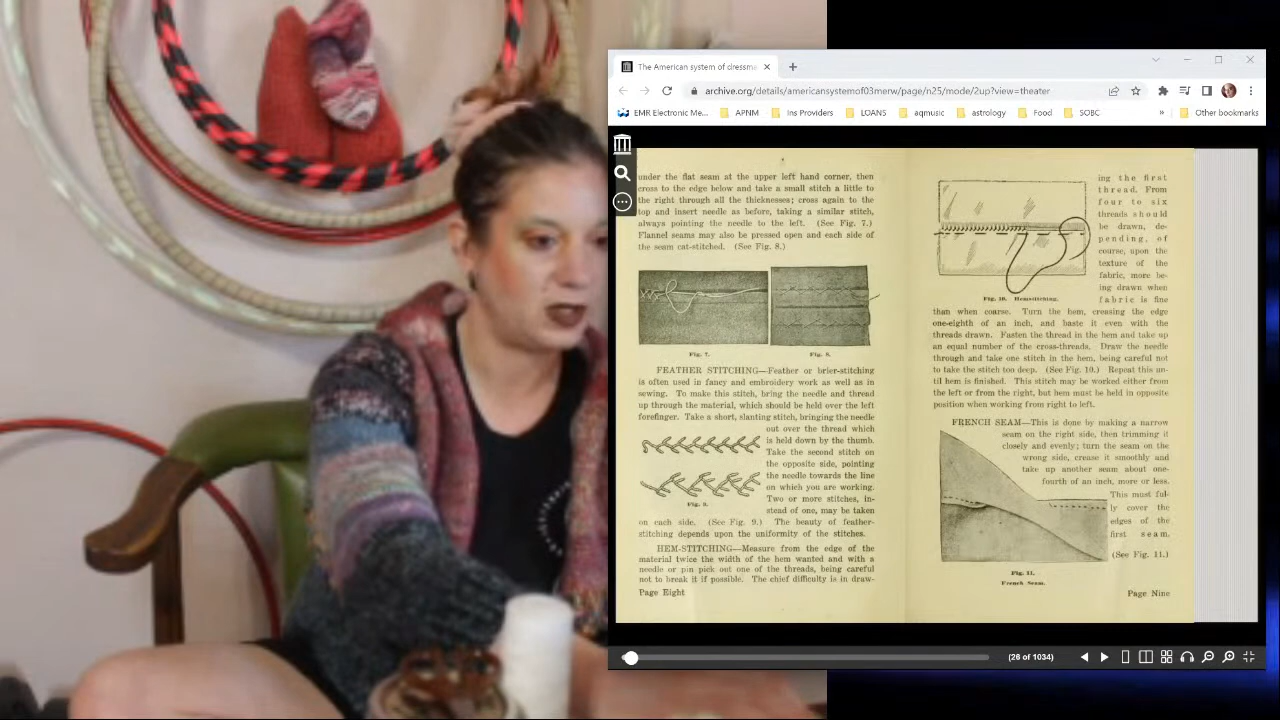 The American system of dressma
archive.org/details/americansystemof03merw/page/n25/mode/2up?view=theater
EMR Electronic Me... APNM Ins Providers LOANS aqmusic astrology Food SOBC » Other bookmarks
under the flat seam at the upper left hand corner, then
cross to the edge below and take a small stitch a little to
the right through all the thicknesses; cross again to the
top and insert needle as before, taking a similar stitch,
always pointing the needle to the left. (See Fig. 7.)
Flannel seams may also be pressed open and each side of
the seam cat-stitched. (See Fig. 8.)
Fig. 7.
Fig. 8.
FEATHER STITCHING—Feather or brier-stitching
is often used in fancy and embroidery work as well as in
sewing. To make this stitch, bring the needle and thread
up through the material, which should be held over the left
forefinger. Take a short, slanting stitch, bringing the needle
out over the thread which
is held down by the thumb.
Take the second stitch on
the opposite side, pointing
the needle towards the line
on which you are working.
Two or more stitches, in-
stead of one, may be taken
Fig. 9.
on each side. (See Fig. 9.) The beauty of feather-
stitching depends upon the uniformity of the stitches.
HEM-STITCHING—Measure from the edge of the
material twice the width of the hem wanted and with a
needle or pin pick out one of the threads, being careful
not to break it if possible. The chief difficulty is in draw-
Page Eight
ing the first
thread. From
four to six
threads should
be drawn, de-
pending, of
course, upon the
texture of the
fabric, more be-
ing drawn when
fabric is fine
Fig. 10. Hemstitching.
than when coarse. Turn the hem, creasing the edge
one-eighth of an inch, and baste it even with the
threads drawn. Fasten the thread in the hem and take up
an equal number of the cross-threads. Draw the needle
through and take one stitch in the hem, being careful not
to take the stitch too deep. (See Fig. 10.) Repeat this un-
til hem is finished. This stitch may be worked either from
the left or from the right, but hem must be held in opposite
position when working from right to left.
FRENCH SEAM—This is done by making a narrow
seam on the right side, then trimming it
closely and evenly; turn the seam on the
wrong side, crease it smoothly and
take up another seam about one-
fourth of an inch, more or less.
This must ful-
ly cover the
edges of the
first seam.
(See Fig. 11.)
Fig. 11.
French Seam.
Page Nine
(26 of 1034)